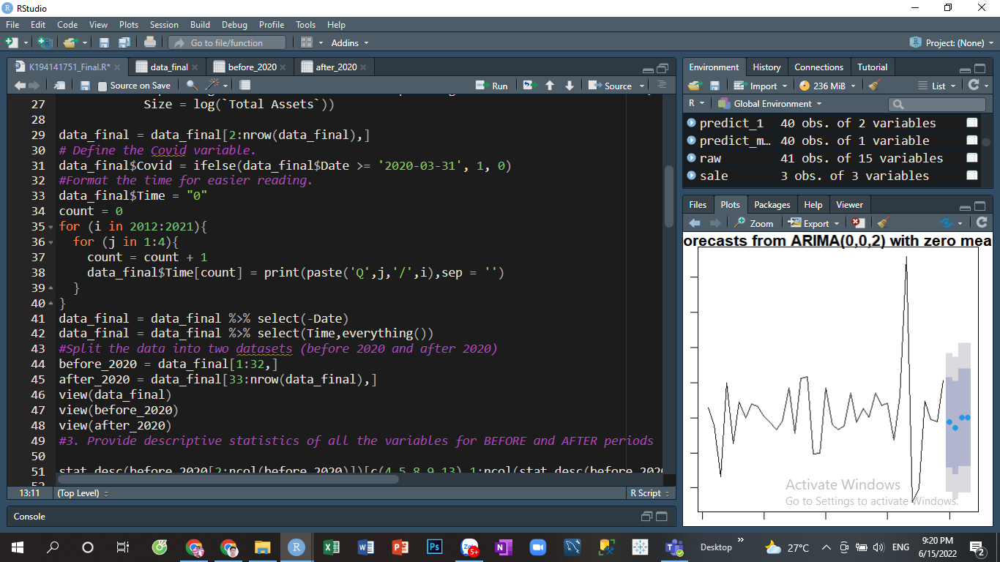 RStudio
File Edit Code View Plots Session Build Debug Profile Tools Help
Go to file/function Addins Project: (None)
K194141751_Final.R* data_final before_2020 after_2020
Source on Save Run Source
27 Size = log(`Total Assets`))
28
29 data_final = data_final[2:nrow(data_final),]
30 # Define the Covid variable.
31 data_final$Covid = ifelse(data_final$Date >= '2020-03-31', 1, 0)
32 #Format the time for easier reading.
33 data_final$Time = "0"
34 count = 0
35 for (i in 2012:2021){
36 for (j in 1:4){
37 count = count + 1
38 data_final$Time[count] = print(paste('Q',j,'/',i),sep = '')
39 }
40 }
41 data_final = data_final %>% select(-Date)
42 data_final = data_final %>% select(Time,everything())
43 #Split the data into two datasets (before 2020 and after 2020)
44 before_2020 = data_final[1:32,]
45 after_2020 = data_final[33:nrow(data_final),]
46 view(data_final)
47 view(before_2020)
48 view(after_2020)
49 #3. Provide descriptive statistics of all the variables for BEFORE and AFTER periods
50
51 stat.desc(before_2020[2:ncol(before_2020)])[c(4,5,8,9,13),1:ncol(stat.desc(before_202
13:11 (Top Level) R Script
Console
Environment History Connections Tutorial
Import 236 MiB List
R Global Environment
predict_1 40 obs. of 2 variables
predict_m… 40 obs. of 1 variable
raw 41 obs. of 15 variables
sale 3 obs. of 3 variables
Files Plots Packages Help Viewer
Zoom Export
orecasts from ARIMA(0,0,2) with zero mea
Activate Windows
Go to Settings to activate Windows.
Desktop 27°C ENG 9:20 PM
6/15/2022